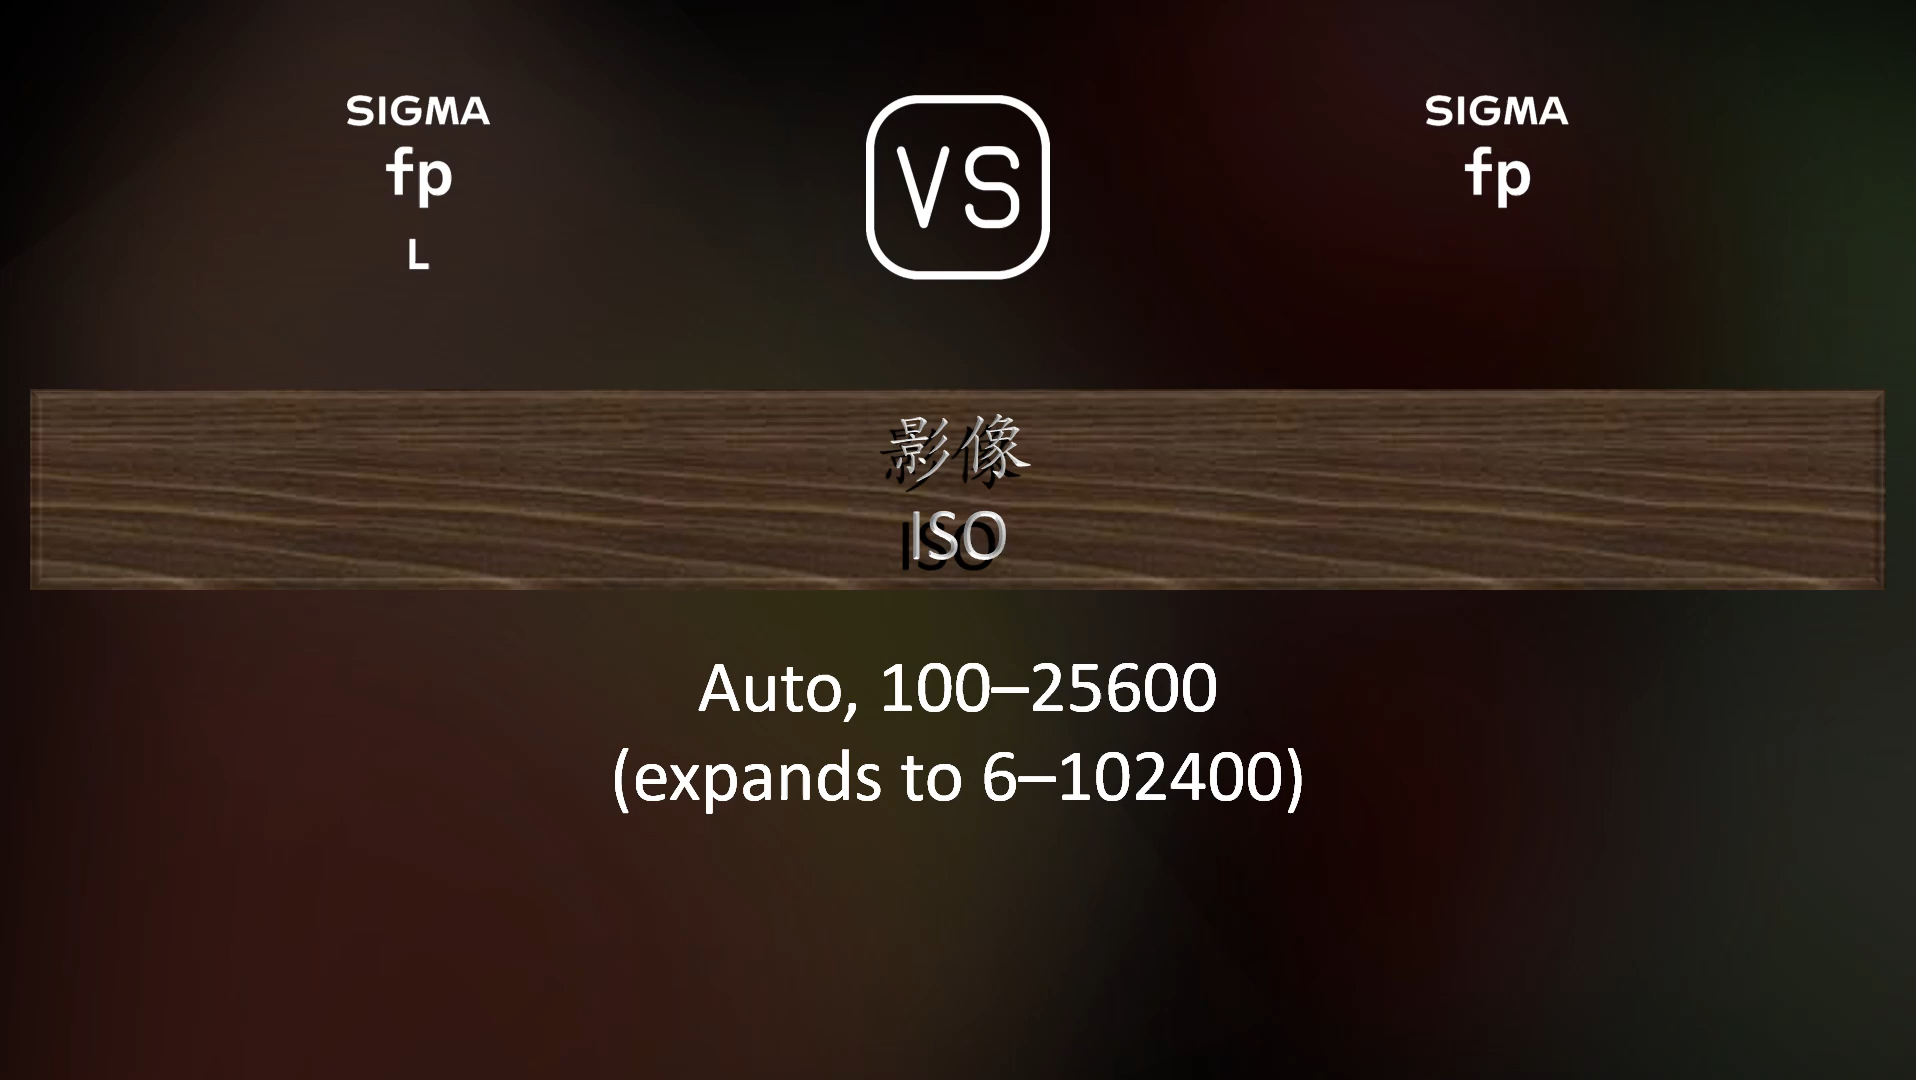 SIGMA
fp
L
VS
SIGMA
fp
影像
ISO
Auto, 100–25600
(expands to 6–102400)